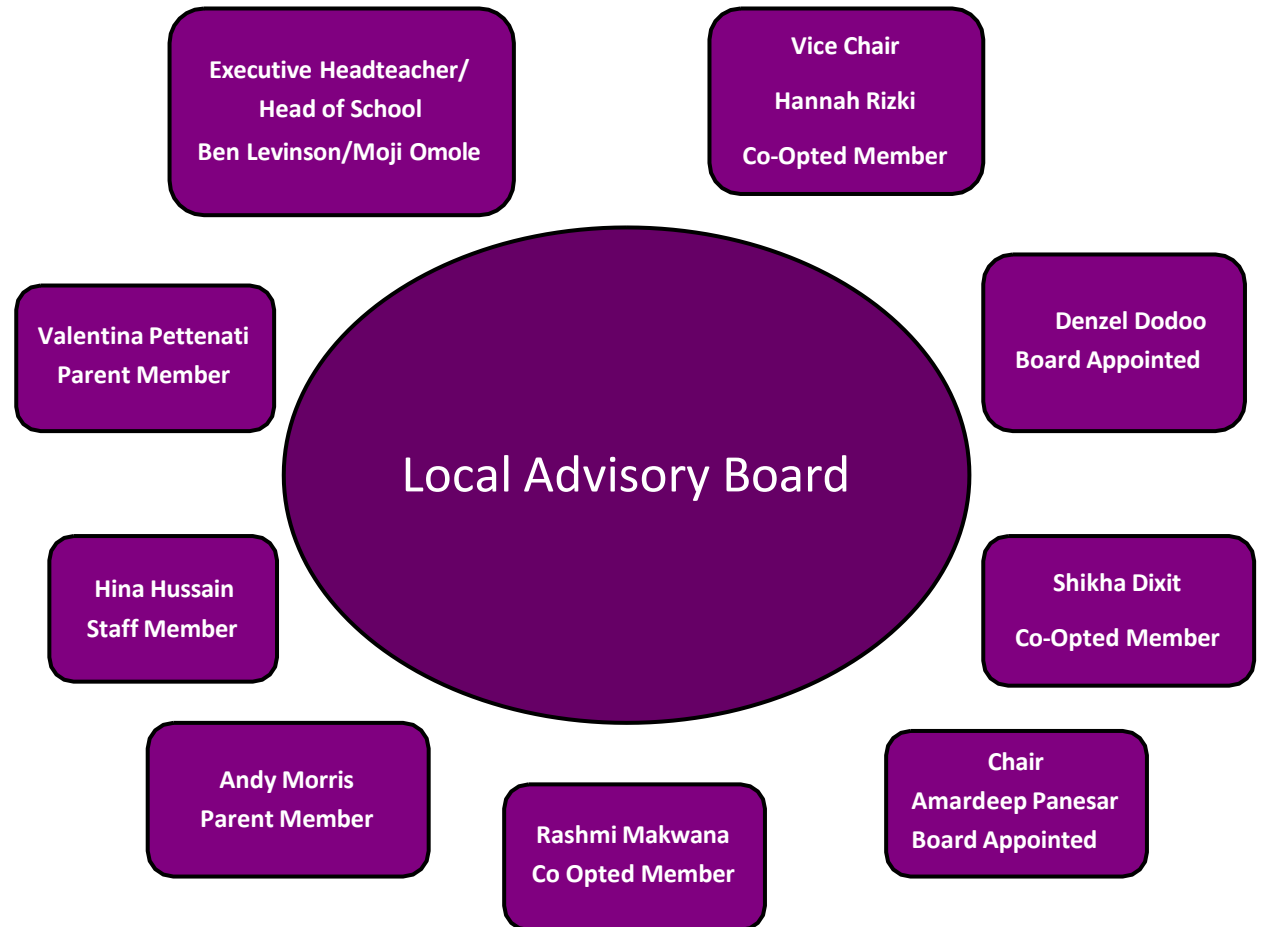 Executive Headteacher/
Head of School
Ben Levinson/Moji Omole
Vice Chair
Hannah Rizki
Co-Opted Member
Valentina Pettenati
Parent Member
Denzel Dodoo
Board Appointed
Local Advisory Board
Hina Hussain
Staff Member
Shikha Dixit
Co-Opted Member
Andy Morris
Parent Member
Rashmi Makwana
Co Opted Member
Chair
Amardeep Panesar
Board Appointed